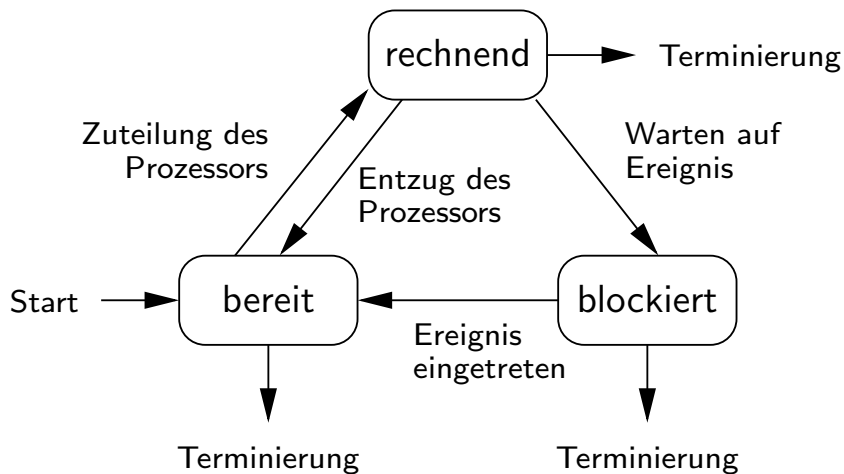 rechnend
Terminierung
Zuteilung des
Prozessors
Warten auf
Ereignis
Entzug des
Prozessors
Start
bereit
blockiert
Ereignis
eingetreten
Terminierung
Terminierung